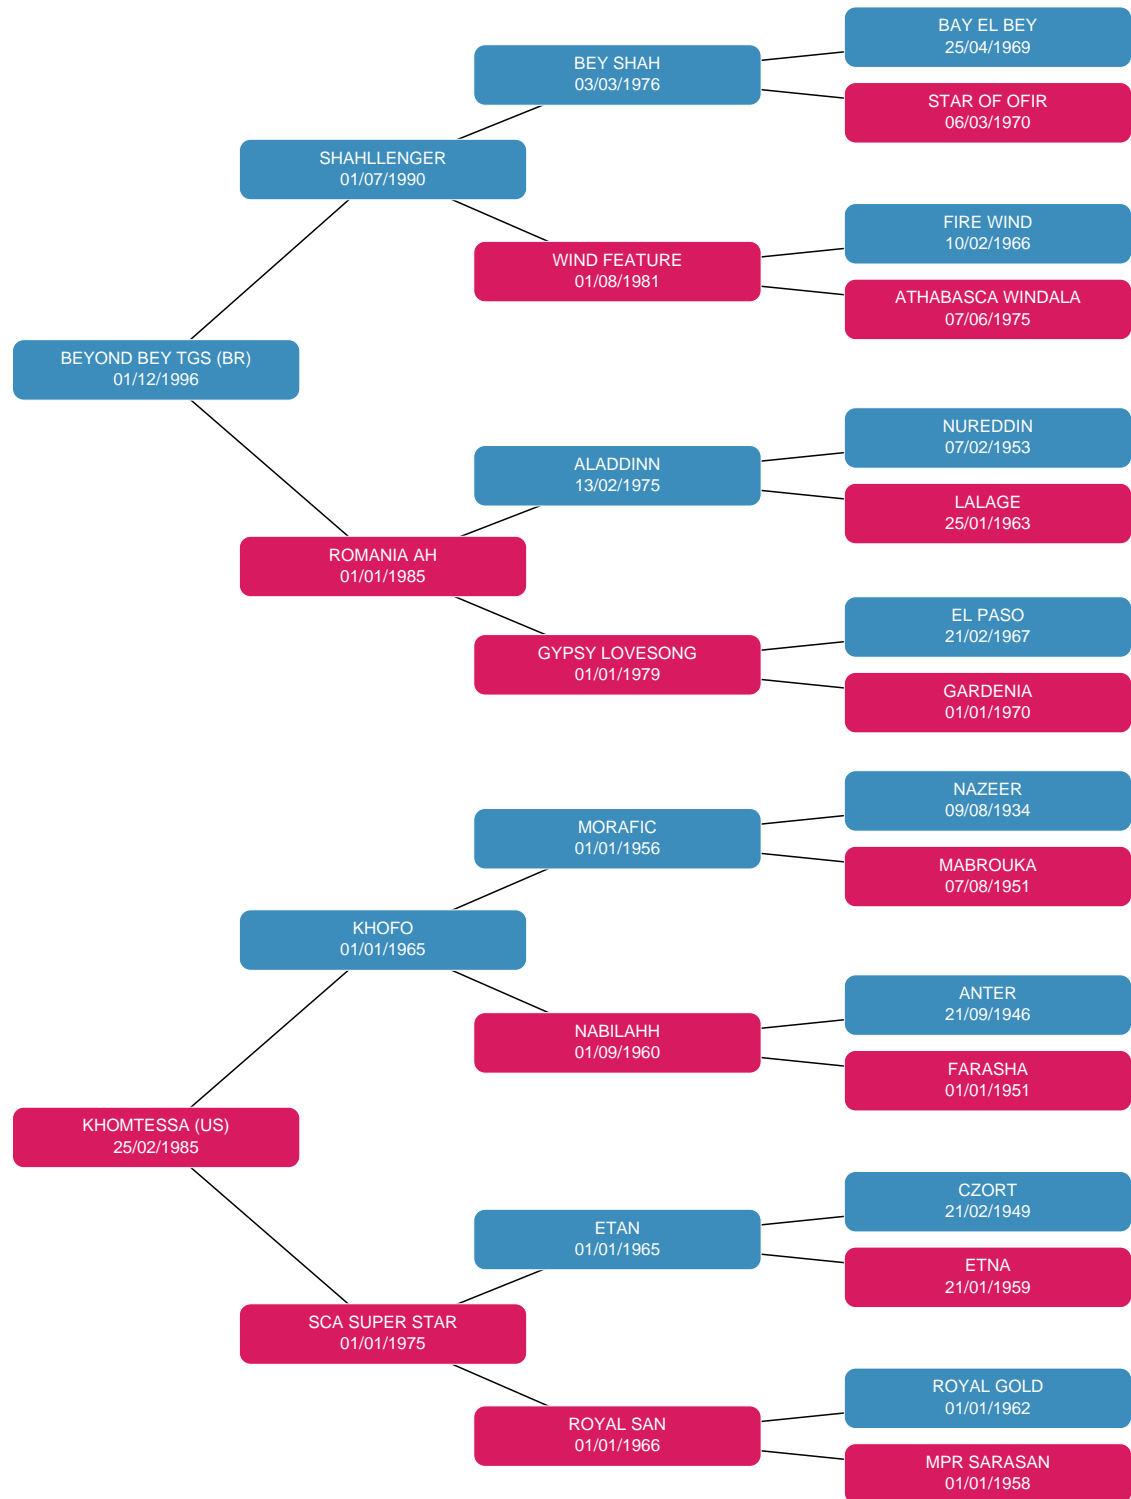 BAY EL BEY
25/04/1969
BEY SHAH
03/03/1976
STAR OF OFIR
06/03/1970
SHAHLLENGER
01/07/1990
FIRE WIND
10/02/1966
WIND FEATURE
01/08/1981
ATHABASCA WINDALA
07/06/1975
BEYOND BEY TGS (BR)
01/12/1996
NUREDDIN
07/02/1953
ALADDINN
13/02/1975
LALAGE
25/01/1963
ROMANIA AH
01/01/1985
EL PASO
21/02/1967
GYPSY LOVESONG
01/01/1979
GARDENIA
01/01/1970
NAZEER
09/08/1934
MORAFIC
01/01/1956
MABROUKA
07/08/1951
KHOFO
01/01/1965
ANTER
21/09/1946
NABILAHH
01/09/1960
FARASHA
01/01/1951
KHOMTESSA (US)
25/02/1985
CZORT
21/02/1949
ETAN
01/01/1965
ETNA
21/01/1959
SCA SUPER STAR
01/01/1975
ROYAL GOLD
01/01/1962
ROYAL SAN
01/01/1966
MPR SARASAN
01/01/1958